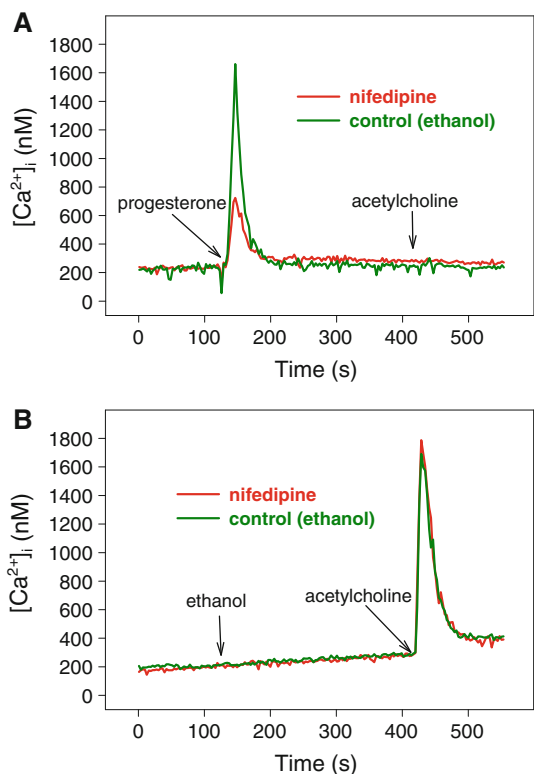 A
[Ca²⁺]ᵢ (nM)
1800
1600
1400
1200
1000
800
600
400
200
0
nifedipine
control (ethanol)
progesterone
acetylcholine
0 100 200 300 400 500
Time (s)
B
[Ca²⁺]ᵢ (nM)
1800
1600
1400
1200
1000
800
600
400
200
0
nifedipine
control (ethanol)
ethanol
acetylcholine
0 100 200 300 400 500
Time (s)